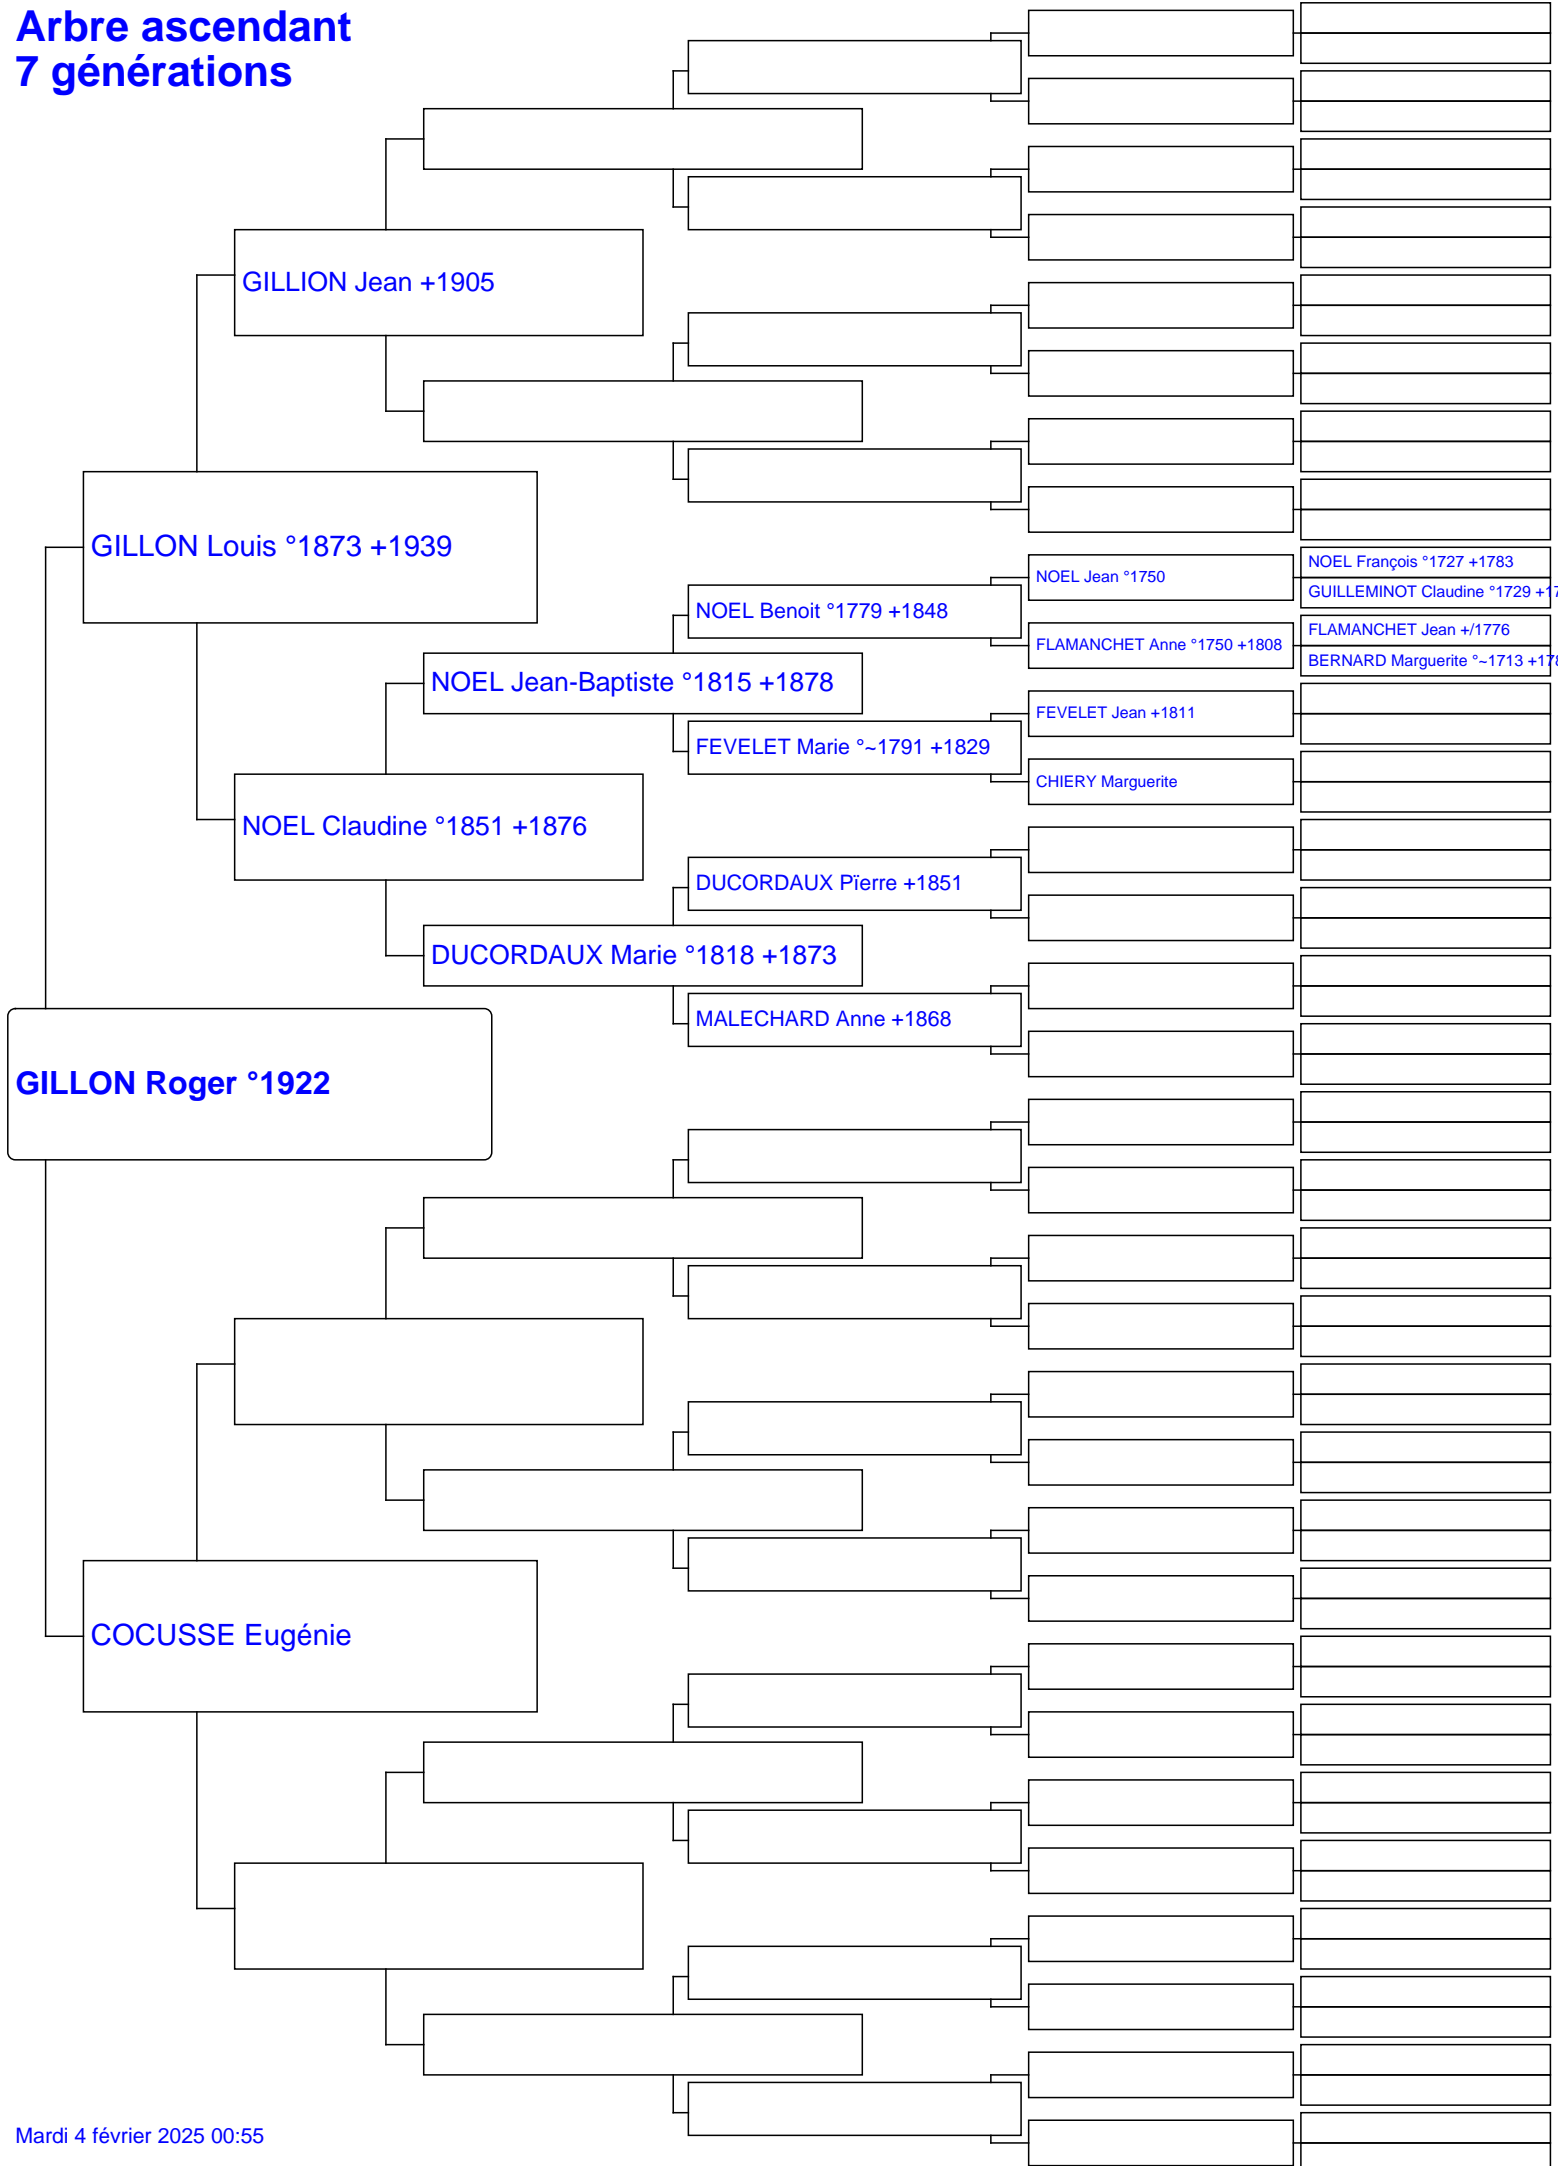 Arbre ascendant
7 générations
GILLION Jean +1905
GILLON Louis °1873 +1939
NOEL François °1727 +1783
NOEL Jean °1750
GUILLEMINOT Claudine °1729
NOEL Benoit °1779 +1848
FLAMANCHET Jean +/1776
FLAMANCHET Anne °1750 +1808
BERNARD Marguerite °~1713
NOEL Jean-Baptiste °1815 +1878
FEVELET Jean +1811
FEVELET Marie °~1791 +1829
CHIERY Marguerite
NOEL Claudine °1851 +1876
DUCORDAUX Pïerre +1851
DUCORDAUX Marie °1818 +1873
MALECHARD Anne +1868
GILLON Roger °1922
COCUSSE Eugénie
Mardi 4 février 2025 00:55